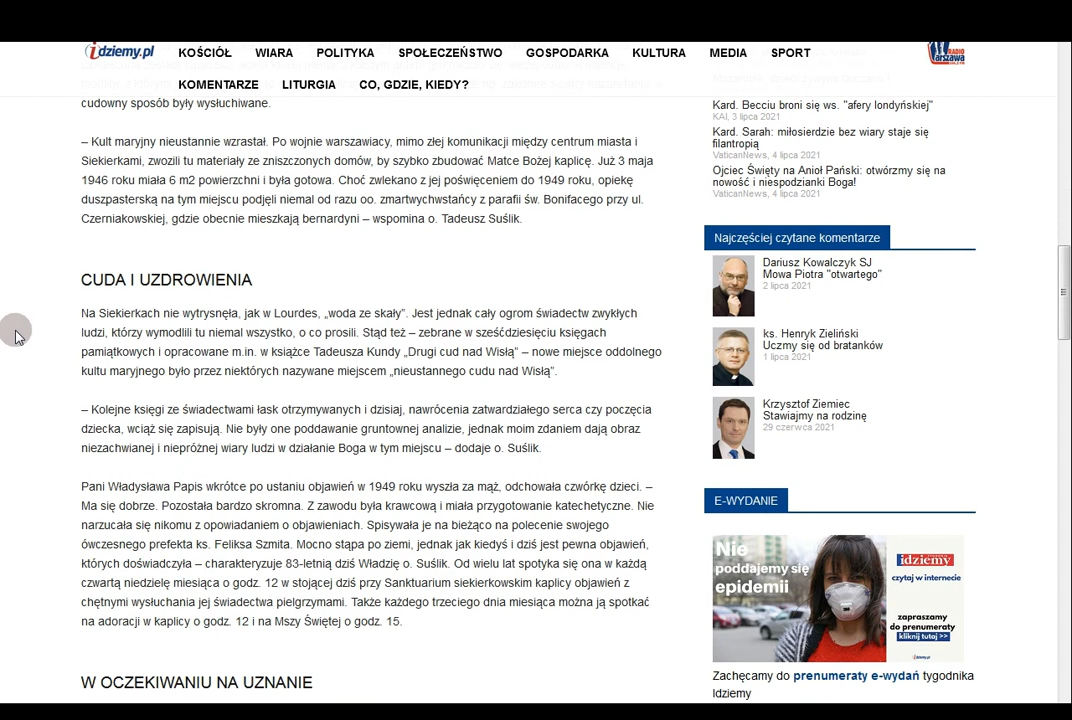 idziemy.pl
KOŚCIÓŁ WIARA POLITYKA SPOŁECZEŃSTWO GOSPODARKA KULTURA MEDIA SPORT
KOMENTARZE LITURGIA CO, GDZIE, KIEDY?
RADIO
Warszawa
cudowny sposób były wysłuchiwane.
– Kult maryjny nieustannie wzrastał. Po wojnie warszawiacy, mimo złej komunikacji między centrum miasta i
Siekierkami, zwozili tu materiały ze zniszczonych domów, by szybko zbudować Matce Bożej kaplicę. Już 3 maja
1946 roku miała 6 m2 powierzchni i była gotowa. Choć zwlekano z jej poświęceniem do 1949 roku, opiekę
duszpasterską na tym miejscu podjęli niemal od razu oo. zmartwychwstańcy z parafii św. Bonifacego przy ul.
Czerniakowskiej, gdzie obecnie mieszkają bernardyni – wspomina o. Tadeusz Suślik.
CUDA I UZDROWIENIA
Na Siekierkach nie wytrysnęła, jak w Lourdes, „woda ze skały”. Jest jednak cały ogrom świadectw zwykłych
ludzi, którzy wymodlili tu niemal wszystko, o co prosili. Stąd też – zebrane w sześćdziesięciu księgach
pamiątkowych i opracowane m.in. w książce Tadeusza Kundy „Drugi cud nad Wisłą” – nowe miejsce oddolnego
kultu maryjnego było przez niektórych nazywane miejscem „nieustannego cudu nad Wisłą”.
– Kolejne księgi ze świadectwami łask otrzymywanych i dzisiaj, nawrócenia zatwardziałego serca czy poczęcia
dziecka, wciąż się zapisują. Nie były one poddawane gruntownej analizie, jednak moim zdaniem dają obraz
niezachwianej i niepróżnej wiary ludzi w działanie Boga w tym miejscu – dodaje o. Suślik.
Pani Władysława Papis wkrótce po ustaniu objawień w 1949 roku wyszła za mąż, odchowała czwórkę dzieci. –
Ma się dobrze. Pozostała bardzo skromna. Z zawodu była krawcową i miała przygotowanie katechetyczne. Nie
narzucała się nikomu z opowiadaniem o objawieniach. Spisywała je na bieżąco na polecenie swojego
ówczesnego prefekta ks. Feliksa Szmita. Mocno stąpa po ziemi, jednak jak kiedyś i dziś jest pewna objawień,
których doświadczyła – charakteryzuje 83-letnią dziś Władzię o. Suślik. Od wielu lat spotyka się ona w każdą
czwartą niedzielę miesiąca o godz. 12 w stojącej dziś przy Sanktuarium siekierkowskim kaplicy objawień z
chętnymi wysłuchania jej świadectwa pielgrzymami. Także każdego trzeciego dnia miesiąca można ją spotkać
na adoracji w kaplicy o godz. 12 i na Mszy Świętej o godz. 15.
W OCZEKIWANIU NA UZNANIE
Kard. Becciu broni się ws. "afery londyńskiej"
KAI, 3 lipca 2021
Kard. Sarah: miłosierdzie bez wiary staje się
filantropią
VaticanNews, 4 lipca 2021
Ojciec Święty na Anioł Pański: otwórzmy się na
nowość i niespodzianki Boga!
VaticanNews, 4 lipca 2021
Najczęściej czytane komentarze
Dariusz Kowalczyk SJ
Mowa Piotra "otwartego"
2 lipca 2021
ks. Henryk Zieliński
Uczmy się od bratanków
1 lipca 2021
Krzysztof Ziemiec
Stawiajmy na rodzinę
29 czerwca 2021
E-WYDANIE
Nie
poddajemy się
epidemii
idziemy
czytaj w internecie
zapraszamy
do prenumeraty
kliknij tutaj >>
idziemy.pl
Zachęcamy do prenumeraty e-wydań tygodnika
Idziemy